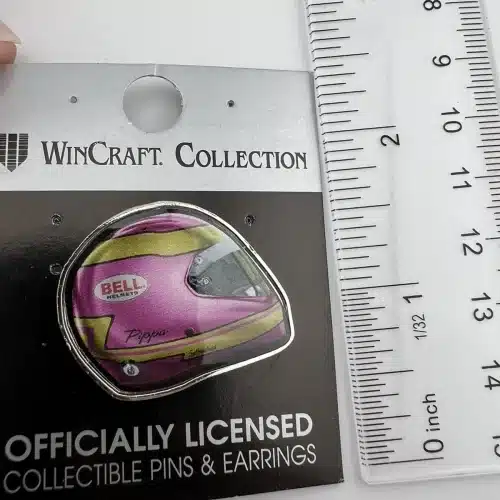 WINCRAFT. COLLECTION
BELL
HELMETS
Pippa
OFFICIALLY LICENSED
COLLECTIBLE PINS & EARRINGS
8
9
10
11
12
13
14
2
1
1/32
0 inch